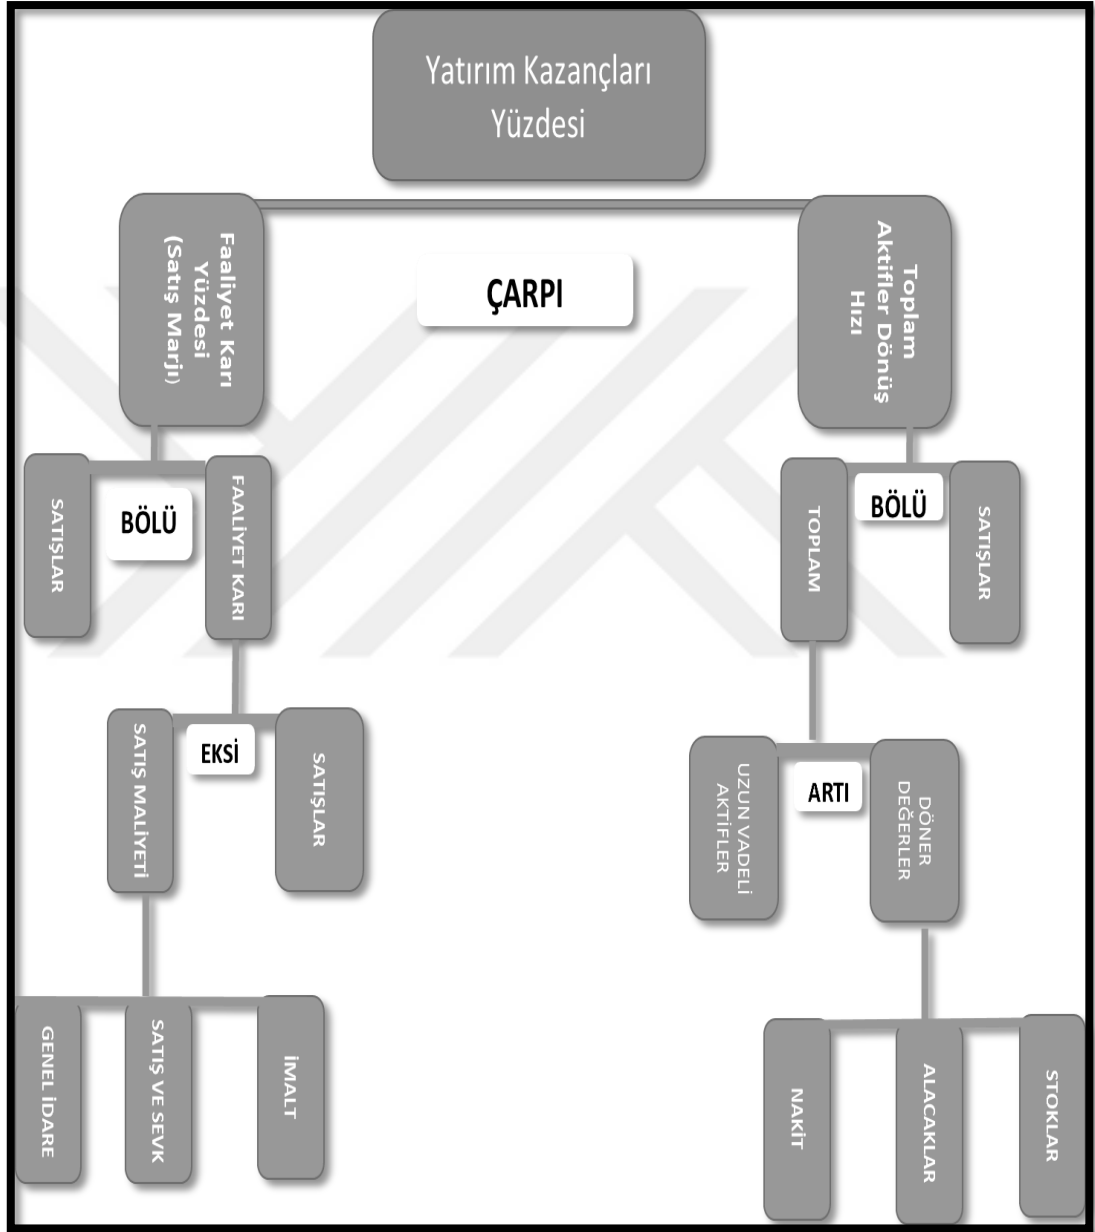 Yatırım Kazançları
Yüzdesi
Faaliyet Karı
Yüzdesi
(Satış Marjı)
ÇARPI
Toplam
Aktifler Dönüş
Hızı
SATIŞLAR
BÖLÜ
FAALİYET KARI
TOPLAM
BÖLÜ
SATIŞLAR
SATIŞ MALİYETİ
EKSİ
SATIŞLAR
UZUN VADELİ
AKTİFLER
ARTI
DÖNER
DEĞERLER
GENEL İDARE
SATIŞ VE SEVK
İMALT
NAKİT
ALACAKLAR
STOKLAR